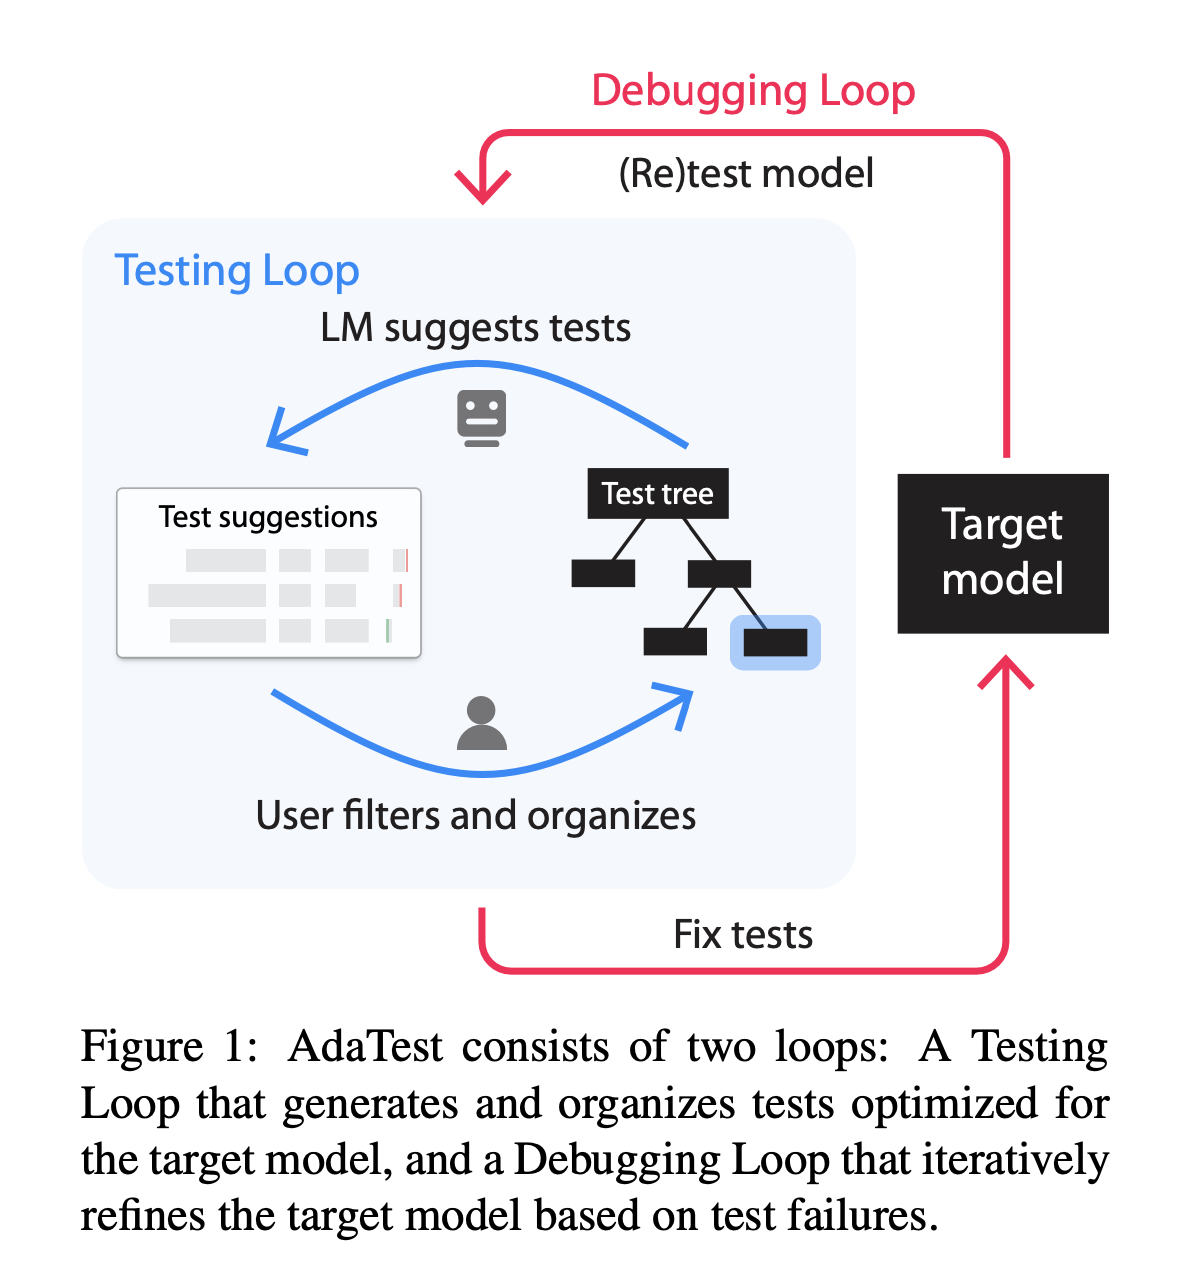 Debugging Loop
(Re)test model
Testing Loop
LM suggests tests
Test suggestions
Test tree
Target
model
User filters and organizes
Fix tests
Figure 1: AdaTest consists of two loops: A Testing
Loop that generates and organizes tests optimized for
the target model, and a Debugging Loop that iteratively
refines the target model based on test failures.